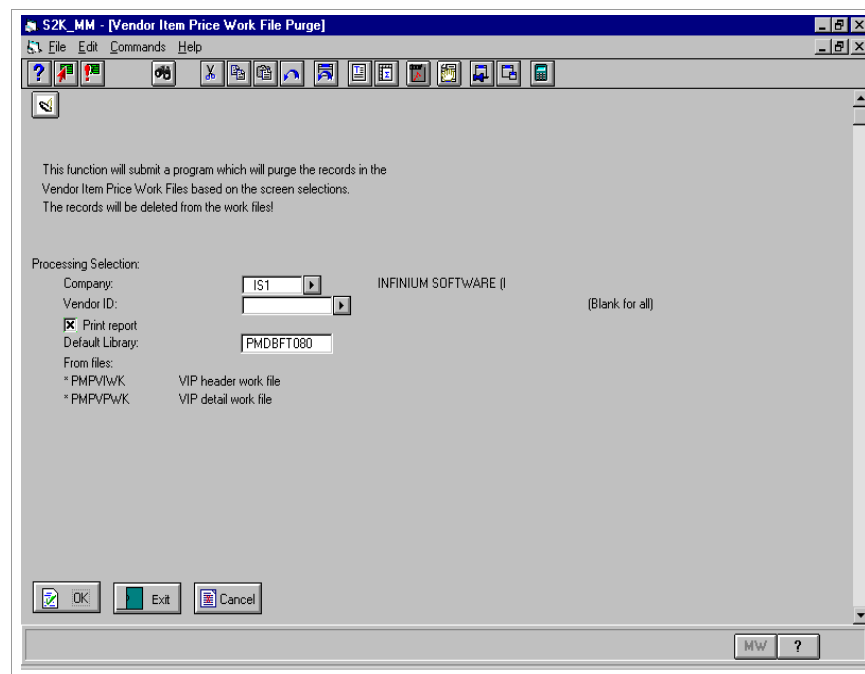 S2K_MM - [Vendor Item Price Work File Purge]
File Edit Commands Help
This function will submit a program which will purge the records in the
Vendor Item Price Work Files based on the screen selections.
The records will be deleted from the work files!
Processing Selection:
Company: IS1 INFINIUM SOFTWARE (I
Vendor ID: (Blank for all)
Print report
Default Library: PMDBFT080
From files:
* PMPVIWK VIP header work file
* PMPVPWK VIP detail work file
OK Exit Cancel
MW ?